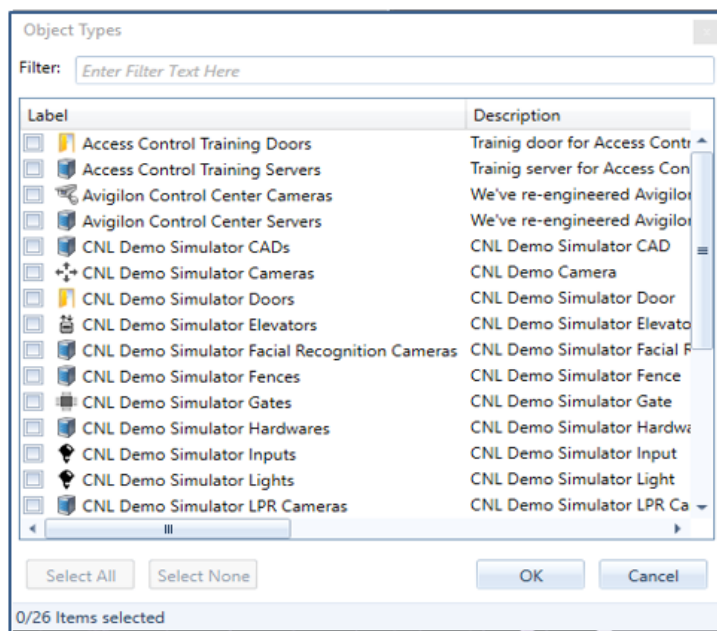 Object Types
Filter: Enter Filter Text Here
Label Description
Access Control Training Doors Trainig door for Access Contr
Access Control Training Servers Trainig server for Access Con
Avigilon Control Center Cameras We've re-engineered Avigilon
Avigilon Control Center Servers We've re-engineered Avigilon
CNL Demo Simulator CADs CNL Demo Simulator CAD
CNL Demo Simulator Cameras CNL Demo Camera
CNL Demo Simulator Doors CNL Demo Simulator Door
CNL Demo Simulator Elevators CNL Demo Simulator Elevato
CNL Demo Simulator Facial Recognition Cameras CNL Demo Simulator Facial R
CNL Demo Simulator Fences CNL Demo Simulator Fence
CNL Demo Simulator Gates CNL Demo Simulator Gate
CNL Demo Simulator Hardwares CNL Demo Simulator Hardwa
CNL Demo Simulator Inputs CNL Demo Simulator Input
CNL Demo Simulator Lights CNL Demo Simulator Light
CNL Demo Simulator LPR Cameras CNL Demo Simulator LPR Ca
Select All Select None OK Cancel
0/26 Items selected